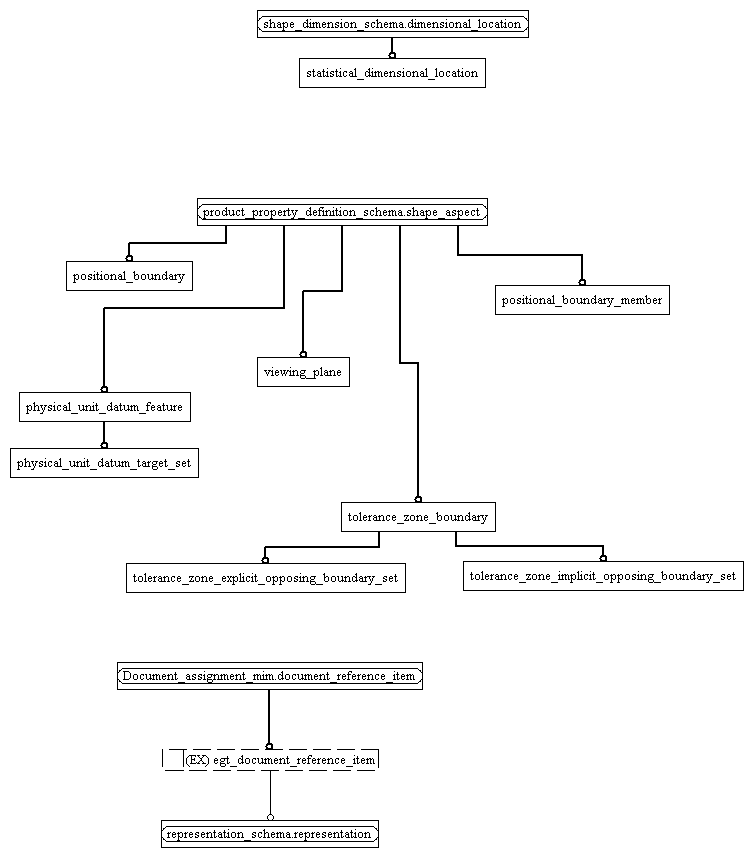 shape_dimension_schema.dimensional_location
statistical_dimensional_location
product_property_definition_schema.shape_aspect
positional_boundary
positional_boundary_member
viewing_plane
physical_unit_datum_feature
physical_unit_datum_target_set
tolerance_zone_boundary
tolerance_zone_explicit_opposing_boundary_set
tolerance_zone_implicit_opposing_boundary_set
Document_assignment_mim.document_reference_item
(EX) egt_document_reference_item
representation_schema.representation